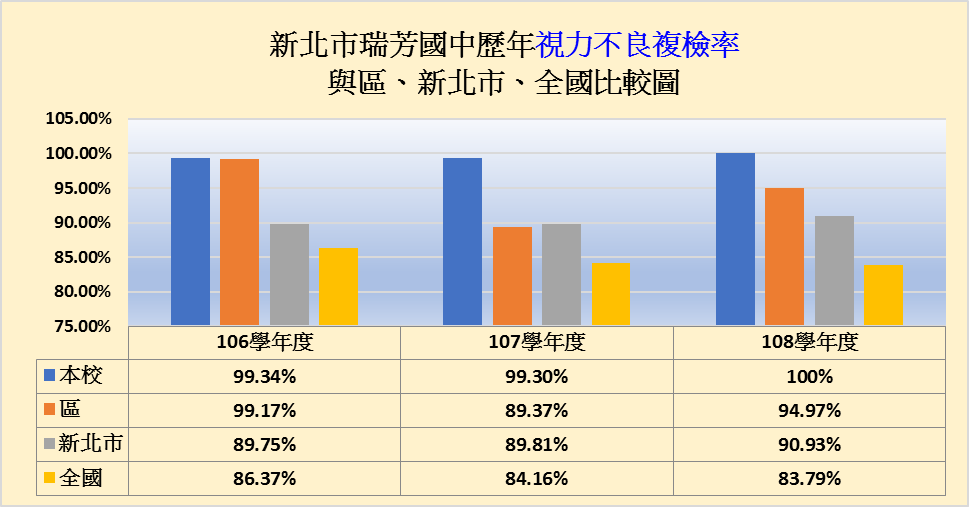 新北市瑞芳國中歷年視力不良複檢率
與區、新北市、全國比較圖
105.00%
100.00%
95.00%
90.00%
85.00%
80.00%
75.00%
106學年度 107學年度 108學年度
本校 99.34% 99.30% 100%
區 99.17% 89.37% 94.97%
新北市 89.75% 89.81% 90.93%
全國 86.37% 84.16% 83.79%